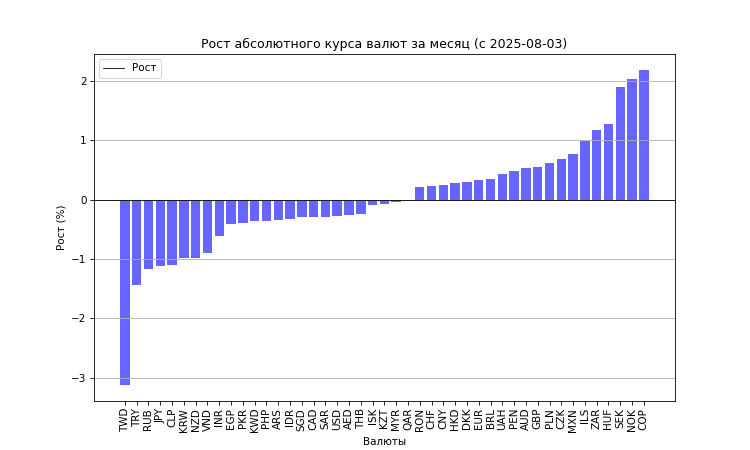 Рост абсолютного курса валют за месяц (с 2025-08-03)
Рост
2
1
0
−1
−2
−3
Рост (%)
TWD TRY RUB JPY CLP KRW NZD VND INR EGP PKR KWD PHP ARS IDR SGD CAD SAR USD AED THB ISK KZT MYR QAR RON CHF CNY HKD DKK EUR BRL UAH PEN AUD GBP PLN CZK MXN ILS ZAR HUF SEK NOK COP
Валюты